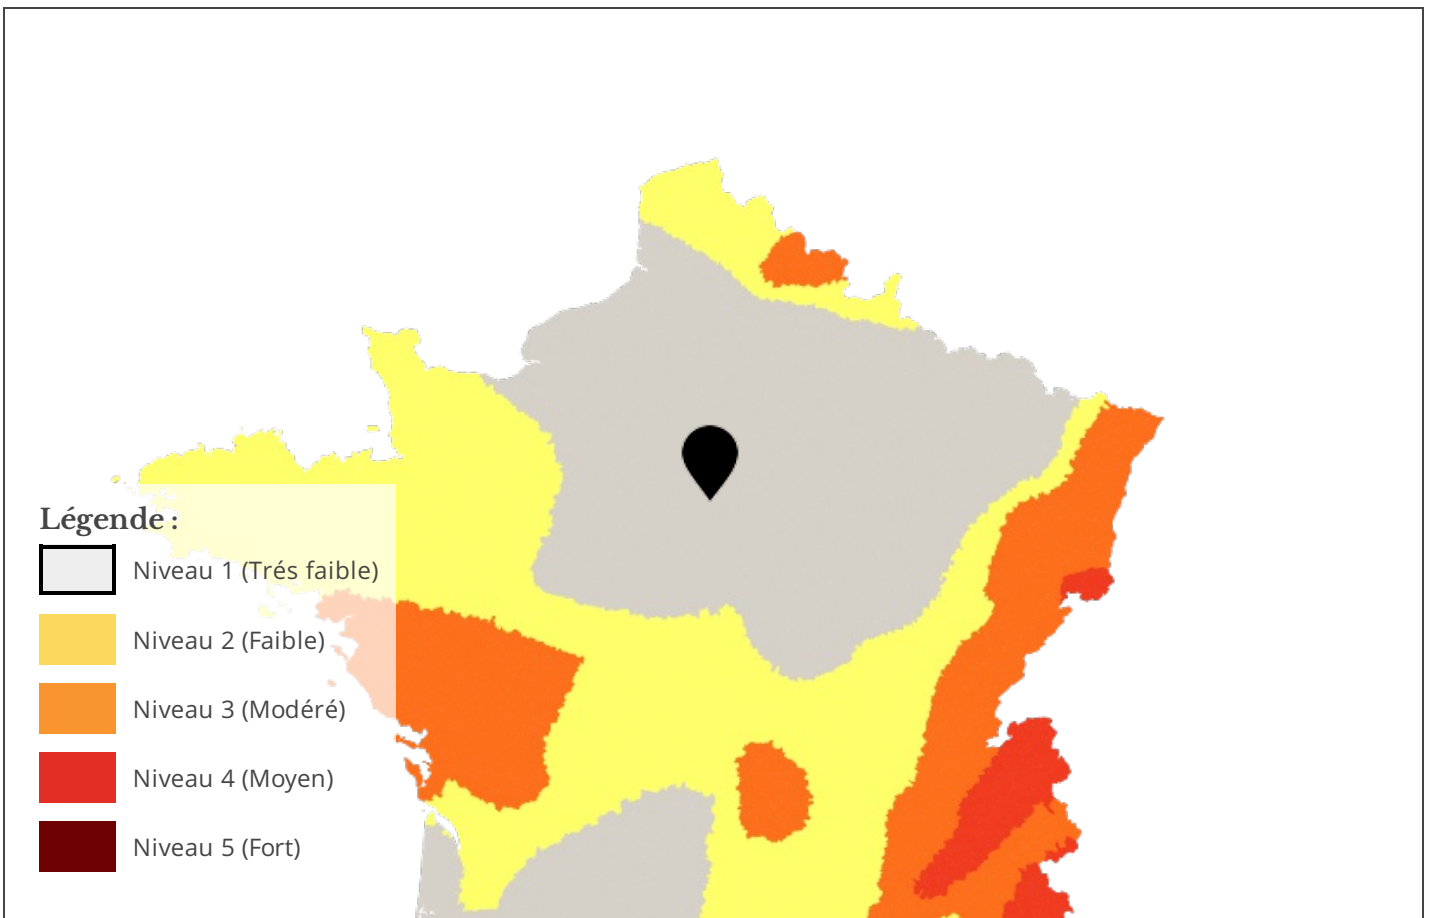 Légende :
Niveau 1 (Trés faible)
Niveau 2 (Faible)
Niveau 3 (Modéré)
Niveau 4 (Moyen)
Niveau 5 (Fort)